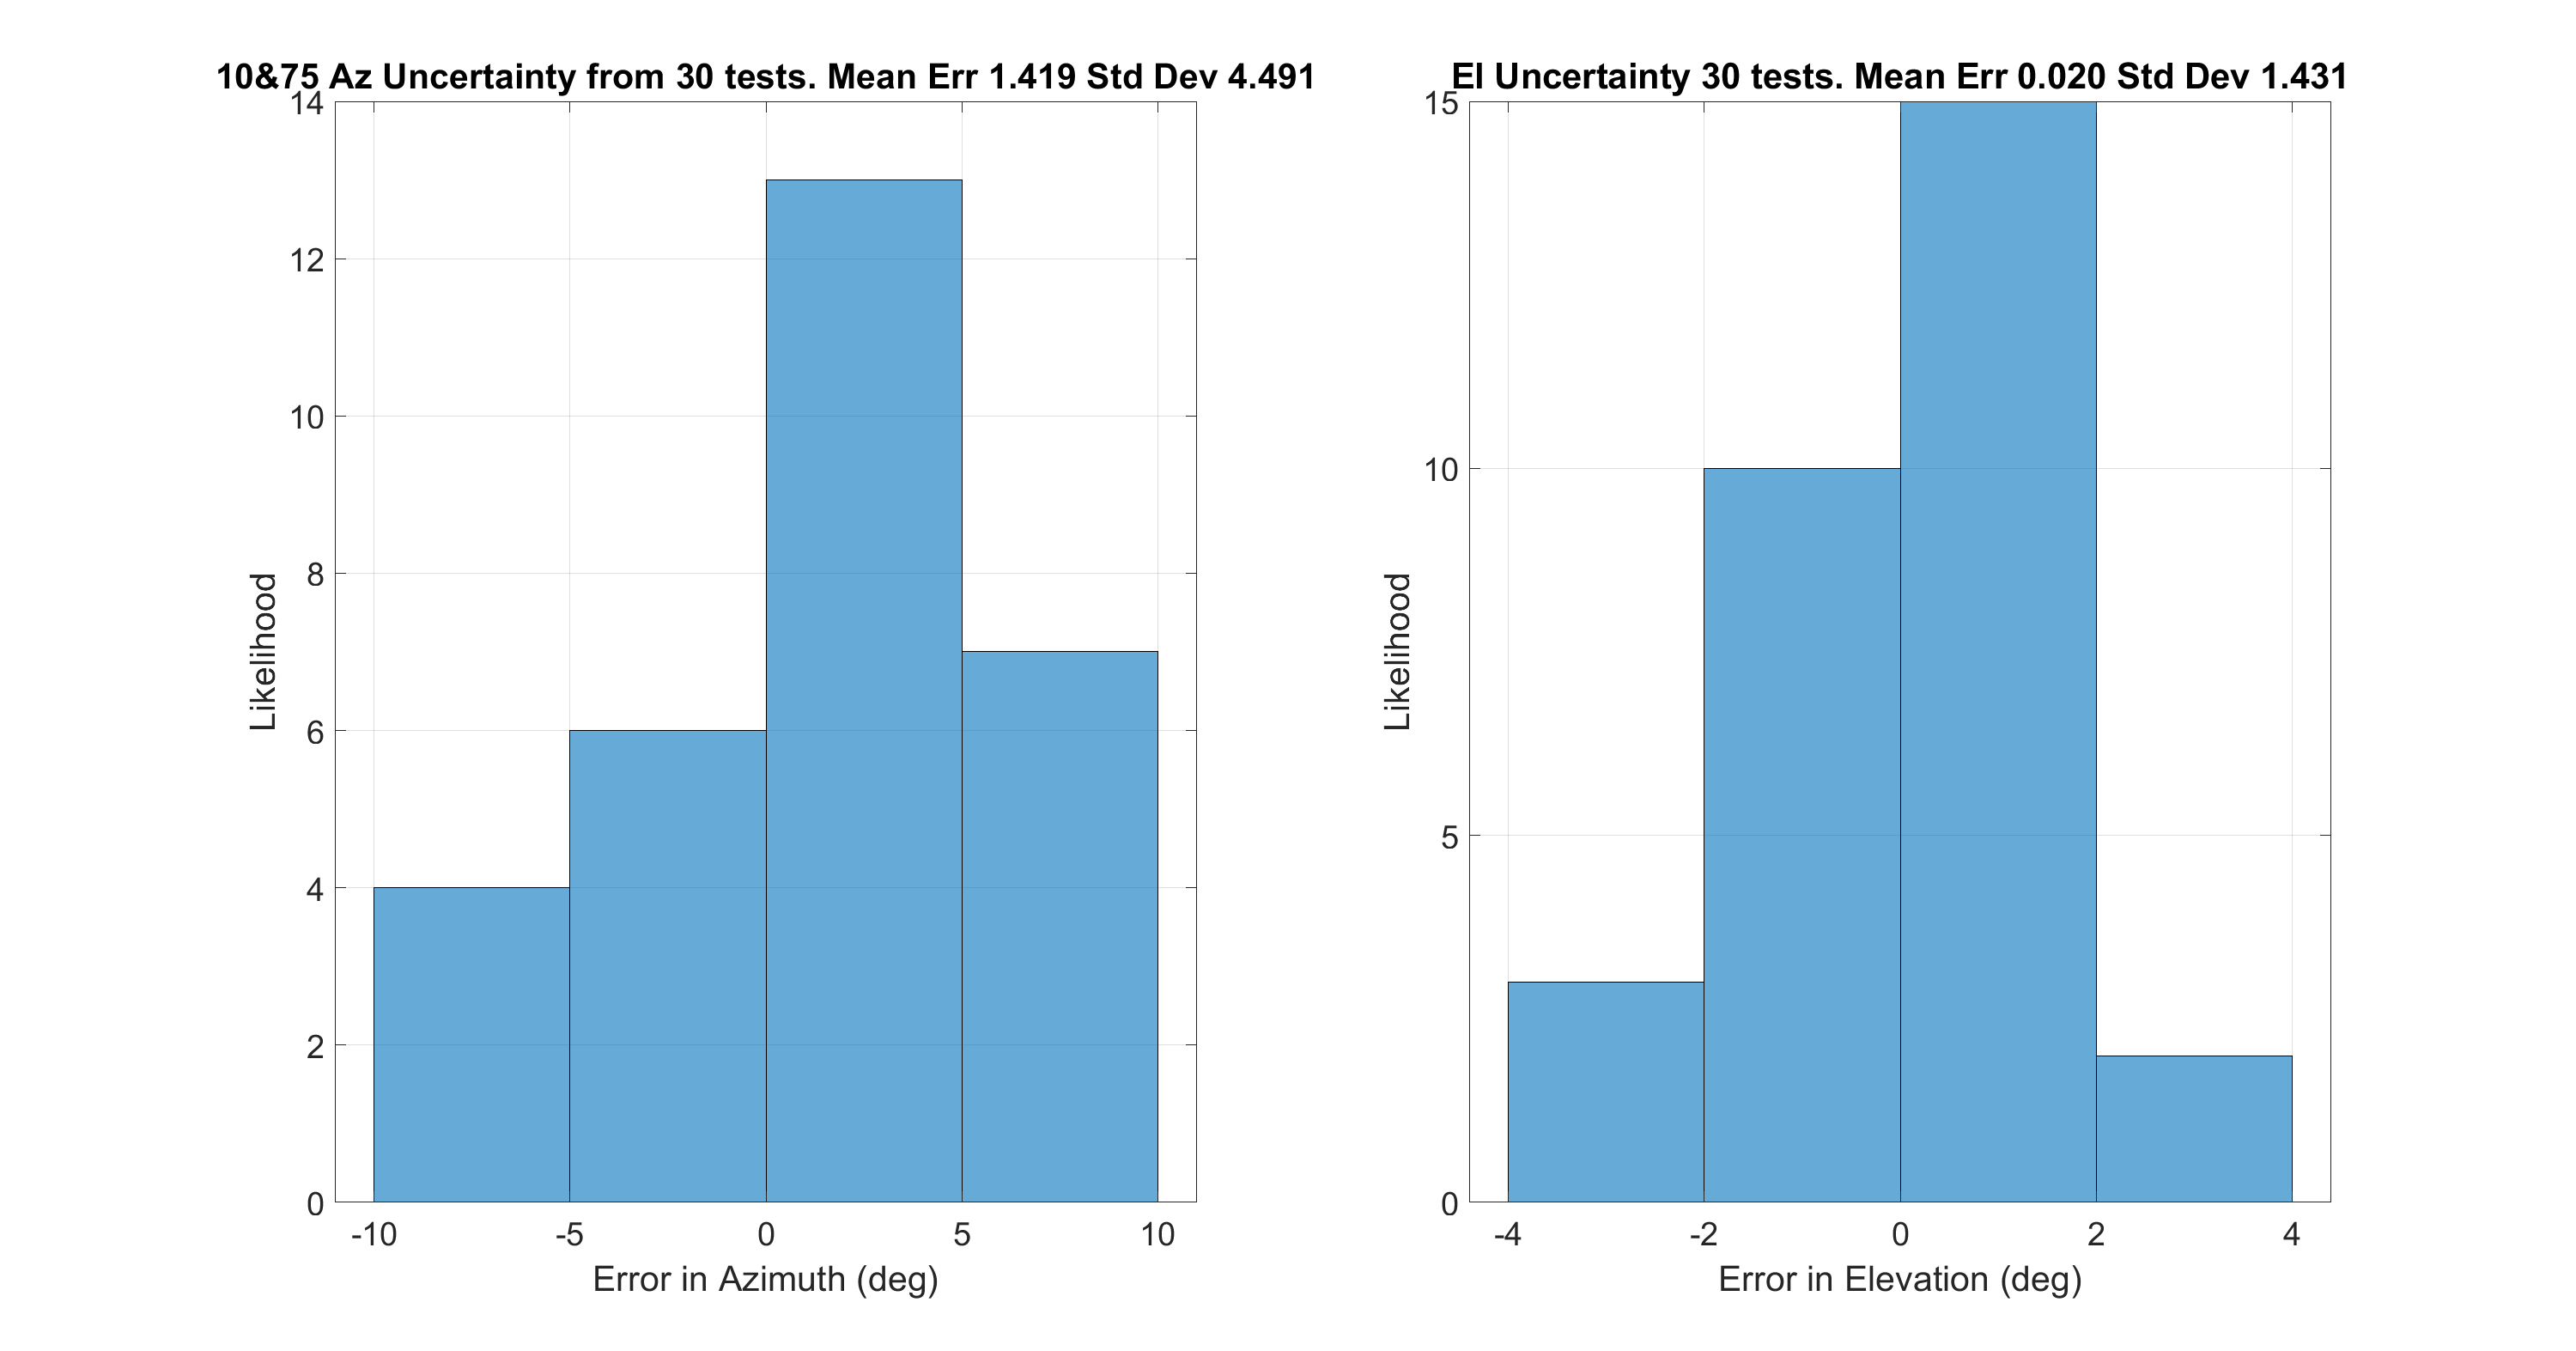 10&75 Az Uncertainty from 30 tests. Mean Err 1.419 Std Dev 4.491
14
12
10
8
6
4
2
0
Likelihood
-10 -5 0 5 10
Error in Azimuth (deg)
El Uncertainty 30 tests. Mean Err 0.020 Std Dev 1.431
15
10
5
0
Likelihood
-4 -2 0 2 4
Error in Elevation (deg)